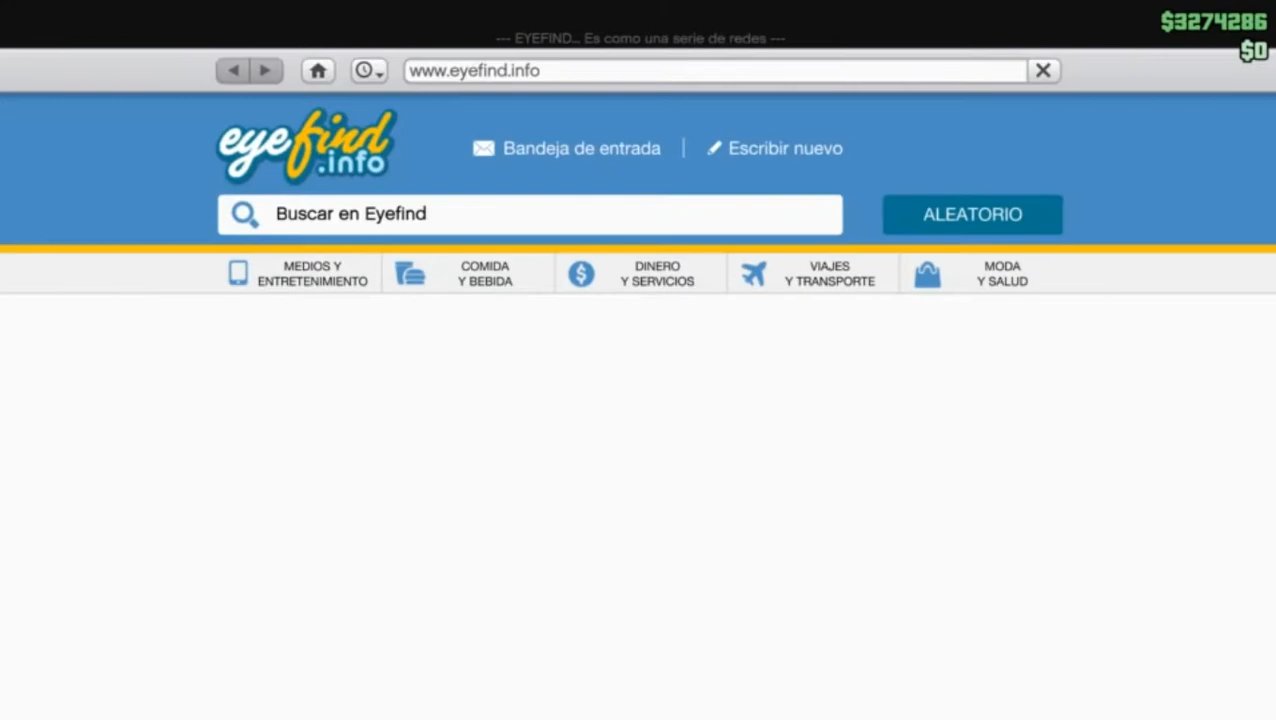 $3274286
--- EYEFIND... Es como una serie de redes ---
$0
www.eyefind.info
eyefind.info
Bandeja de entrada | Escribir nuevo
Buscar en Eyefind
ALEATORIO
MEDIOS Y
ENTRETENIMIENTO
COMIDA
Y BEBIDA
DINERO
Y SERVICIOS
VIAJES
Y TRANSPORTE
MODA
Y SALUD